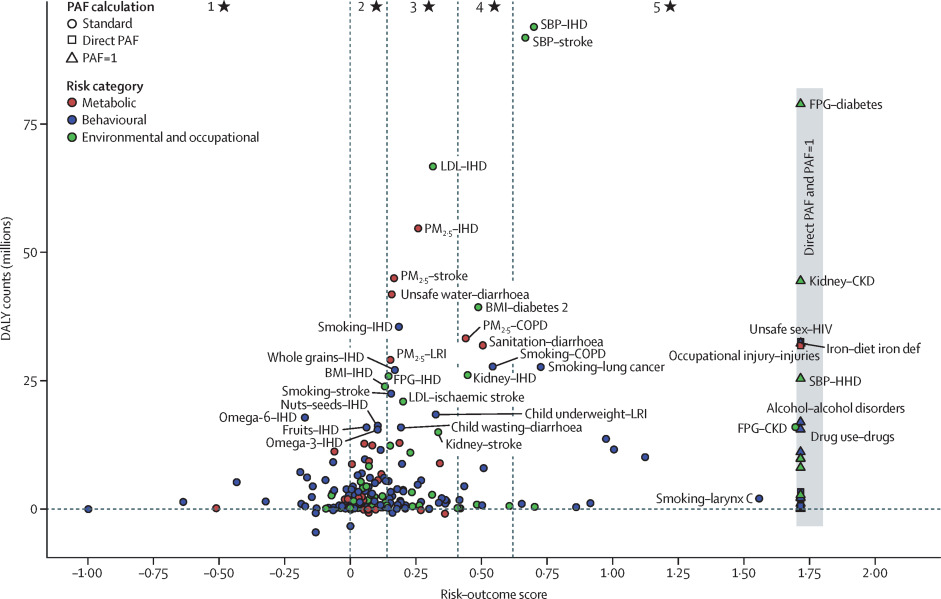 PAF calculation
Standard
Direct PAF
PAF=1
Risk category
Metabolic
Behavioural
Environmental and occupational
1 ★
2 ★
3 ★
4 ★
5 ★
SBP–IHD
SBP–stroke
FPG–diabetes
LDL–IHD
PM2·5–IHD
PM2·5–stroke
Unsafe water–diarrhoea
Kidney–CKD
BMI–diabetes 2
Smoking–IHD
PM2·5–COPD
Unsafe sex–HIV
Sanitation–diarrhoea
Iron–diet iron def
Whole grains–IHD
PM2·5–LRI
Smoking–COPD
Occupational injury–injuries
Smoking–lung cancer
BMI–IHD
FPG–IHD
Kidney–IHD
SBP–HHD
Smoking–stroke
LDL–ischaemic stroke
Nuts–seeds–IHD
Alcohol–alcohol disorders
Omega-6–IHD
Child underweight–LRI
Fruits–IHD
Child wasting–diarrhoea
FPG–CKD
Drug use–drugs
Omega-3–IHD
Kidney–stroke
Smoking–larynx C
Direct PAF and PAF=1
DALY counts (millions)
75
50
25
0
–1·00
–0·75
–0·50
–0·25
0
0·25
0·50
0·75
1·00
1·25
1·50
1·75
2·00
Risk–outcome score